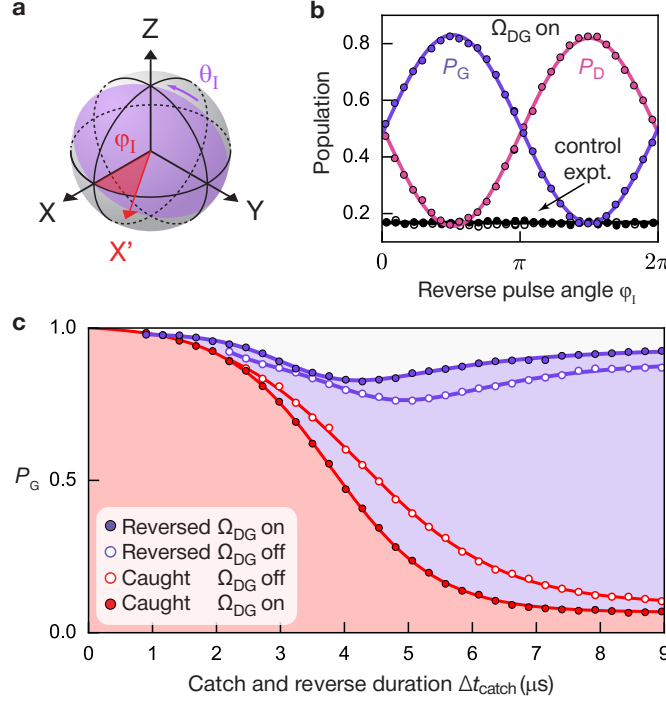 a
Z
θI
φI
X
Y
X'
b
Population
0.8
0.6
0.4
0.2
ΩDG on
PG
PD
control
expt.
0
π
2π
Reverse pulse angle φI
c
PG
1.0
0.5
0.0
Reversed ΩDG on
Reversed ΩDG off
Caught ΩDG off
Caught ΩDG on
0 1 2 3 4 5 6 7 8 9
Catch and reverse duration Δtcatch (μs)